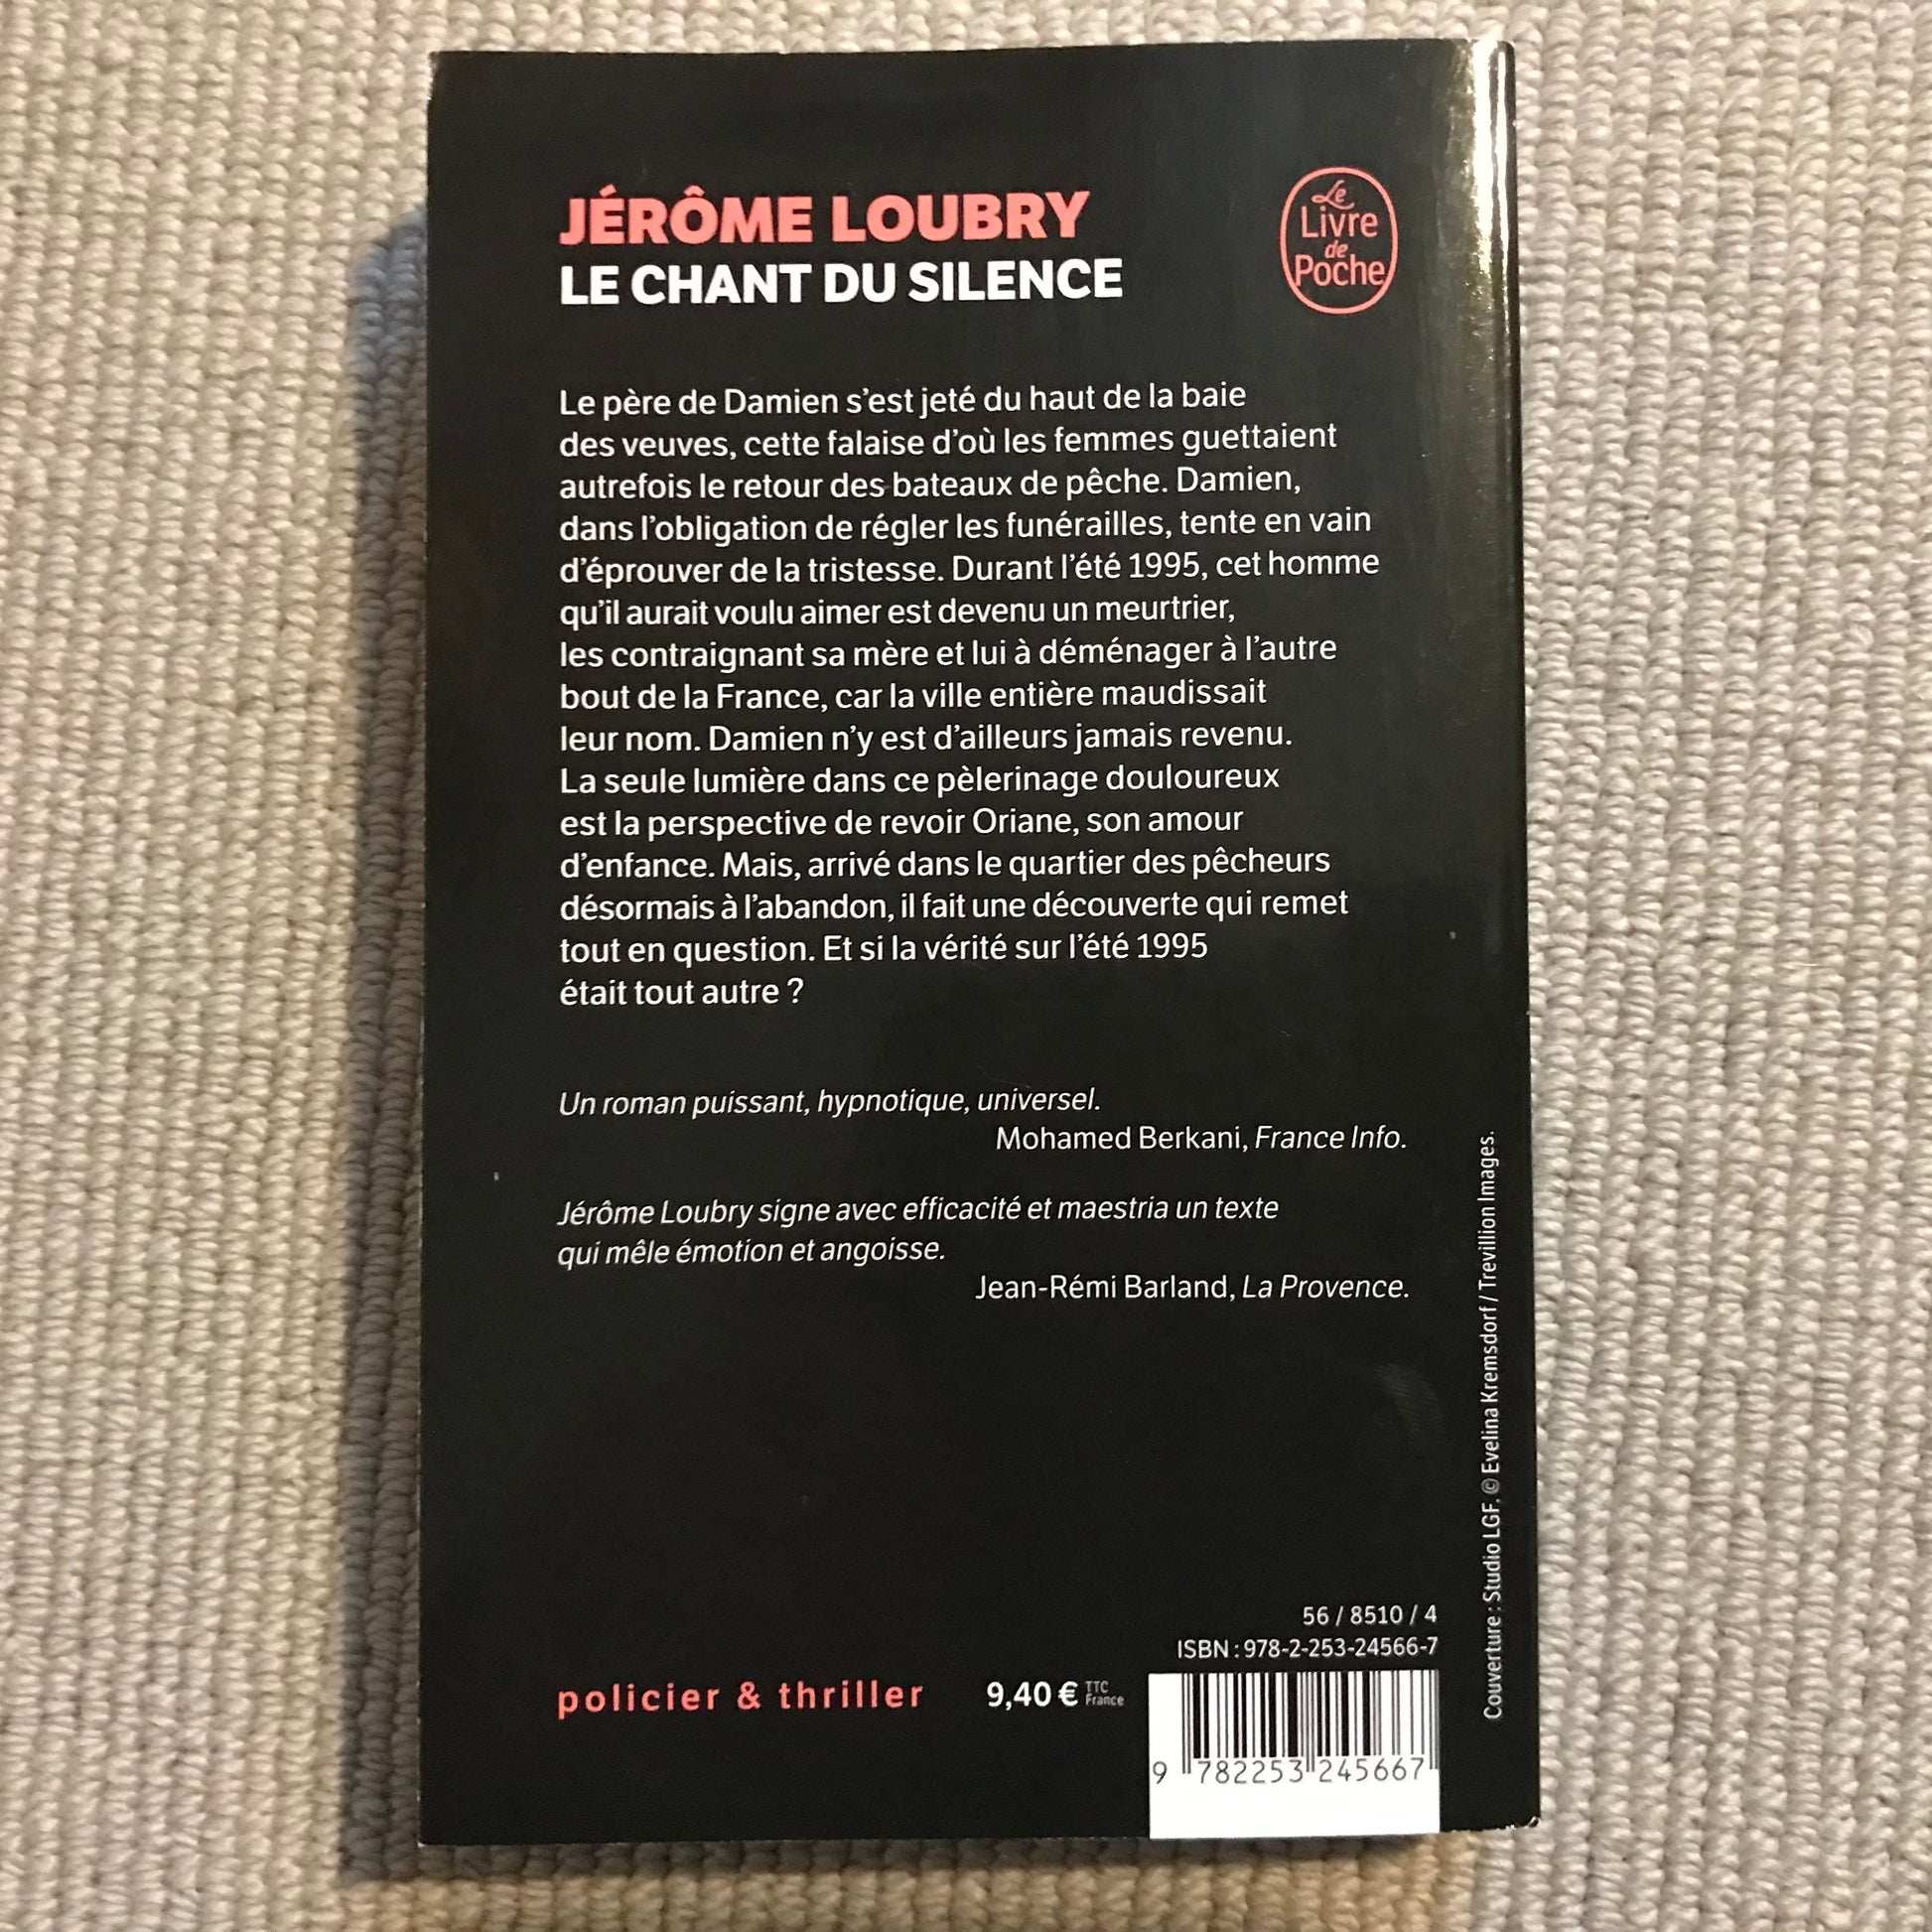 JÉRÔME LOUBRY
LE CHANT DU SILENCE
Le
Livre
de
Poche
Le père de Damien s’est jeté du haut de la baie
des veuves, cette falaise d’où les femmes guettaient
autrefois le retour des bateaux de pêche. Damien,
dans l’obligation de régler les funérailles, tente en vain
d’éprouver de la tristesse. Durant l’été 1995, cet homme
qu’il aurait voulu aimer est devenu un meurtrier,
les contraignant sa mère et lui à déménager à l’autre
bout de la France, car la ville entière maudissait
leur nom. Damien n’y est d’ailleurs jamais revenu.
La seule lumière dans ce pèlerinage douloureux
est la perspective de revoir Oriane, son amour
d’enfance. Mais, arrivé dans le quartier des pêcheurs
désormais à l’abandon, il fait une découverte qui remet
tout en question. Et si la vérité sur l’été 1995
était tout autre ?
Un roman puissant, hypnotique, universel.
Mohamed Berkani, France Info.
Jérôme Loubry signe avec efficacité et maestria un texte
qui mêle émotion et angoisse.
Jean-Rémi Barland, La Provence.
Couverture : Studio LGF. © Evelina Kremsdorf / Trevillion Images.
56 / 8510 / 4
ISBN : 978-2-253-24566-7
policier & thriller
9,40 € TTC
France
9 782253 245667